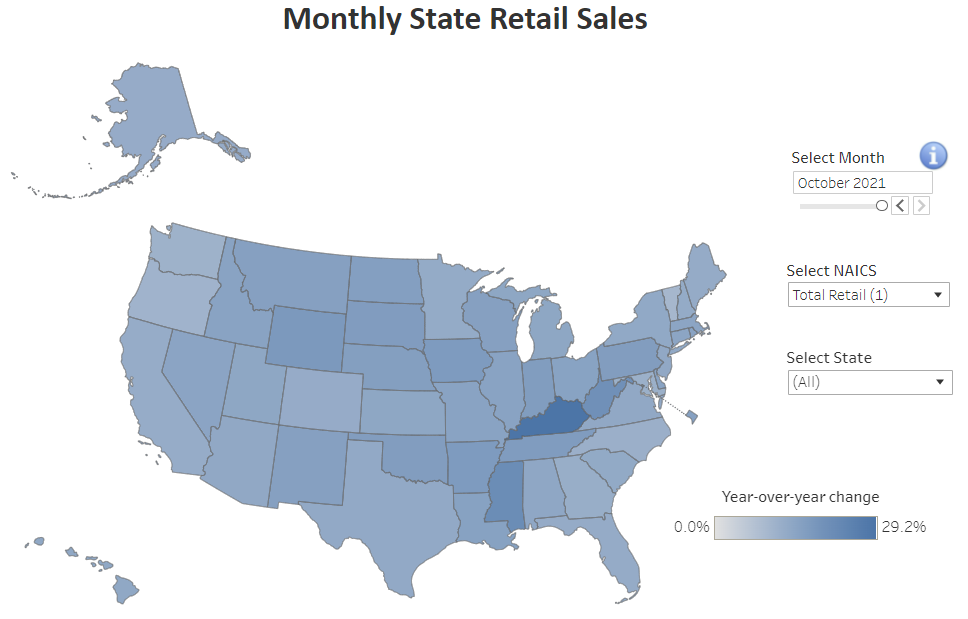 Monthly State Retail Sales
Select Month
i
October 2021
Select NAICS
Total Retail (1)
Select State
(All)
Year-over-year change
0.0% 29.2%